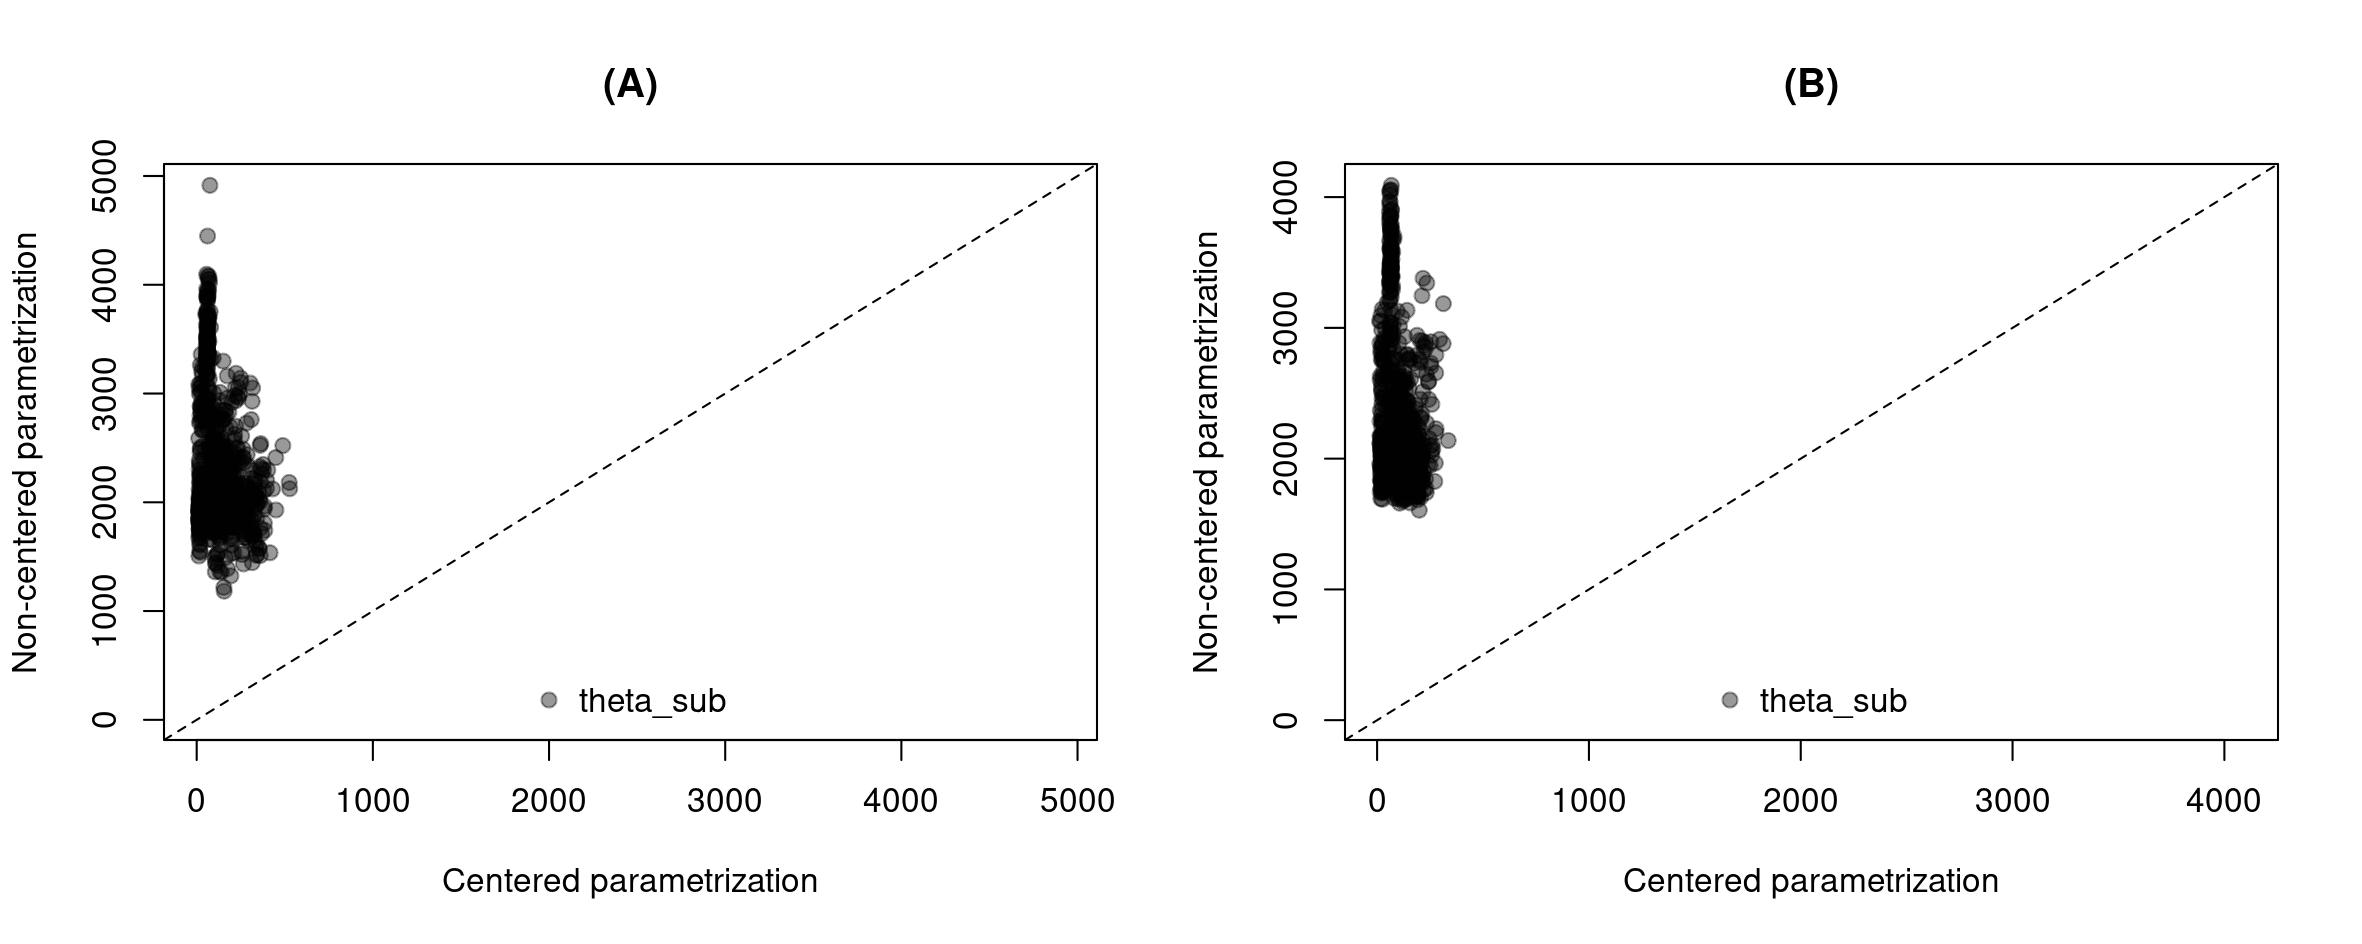 (A)
Non-centered parametrization
5000
4000
3000
2000
1000
0
theta_sub
0 1000 2000 3000 4000 5000
Centered parametrization
(B)
Non-centered parametrization
4000
3000
2000
1000
0
theta_sub
0 1000 2000 3000 4000
Centered parametrization